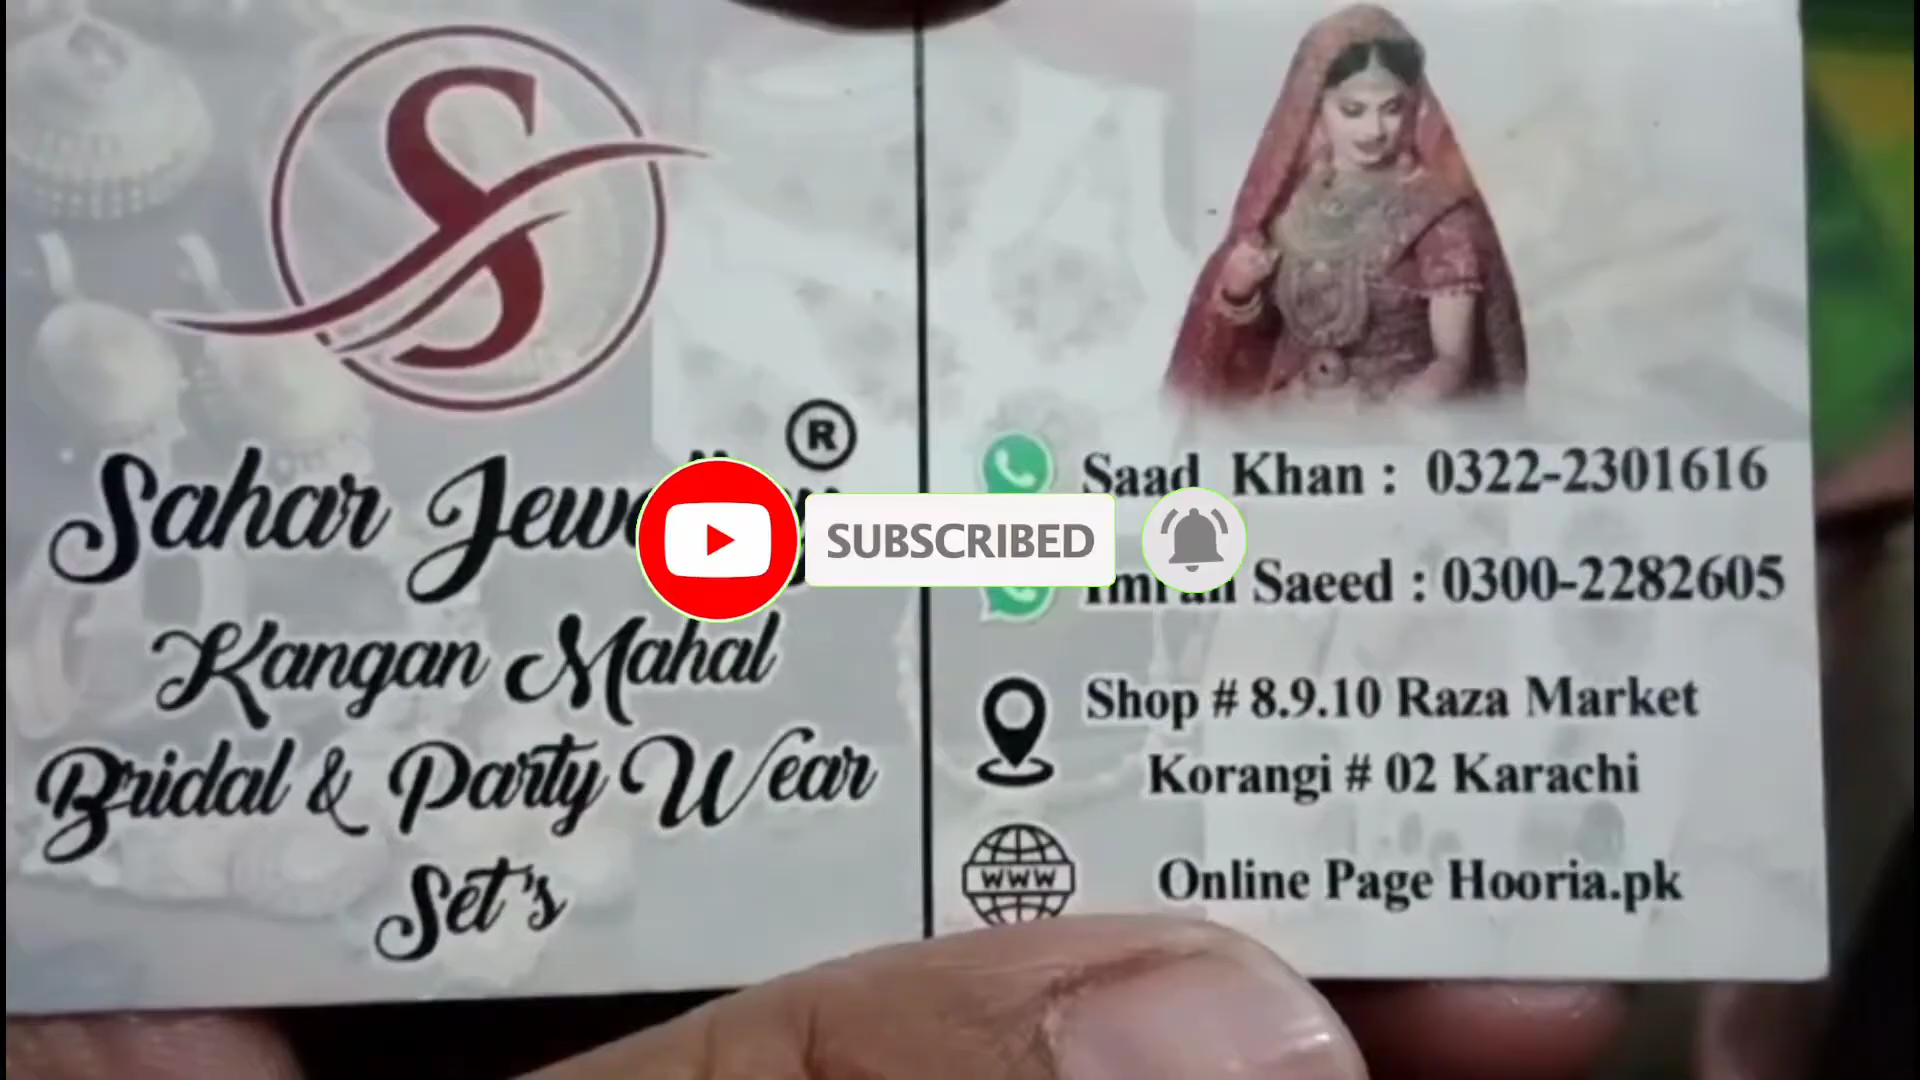 S
®
Sahar
Kangan Mahal
Bridal & Party Wear
Set's
Saad Khan : 0322-2301616
SUBSCRIBED
Imran Saeed : 0300-2282605
Shop # 8.9.10 Raza Market
Korangi # 02 Karachi
www
Online Page Hooria.pk